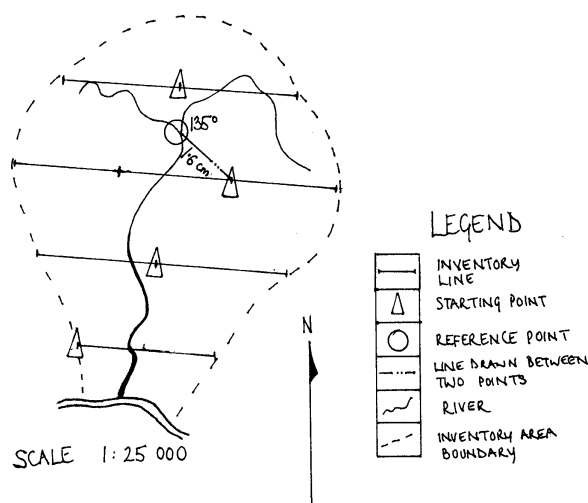 135°
1.6 cm
N
SCALE 1:25 000
LEGEND
INVENTORY
LINE
STARTING POINT
REFERENCE POINT
LINE DRAWN BETWEEN
TWO POINTS
RIVER
INVENTORY AREA
BOUNDARY